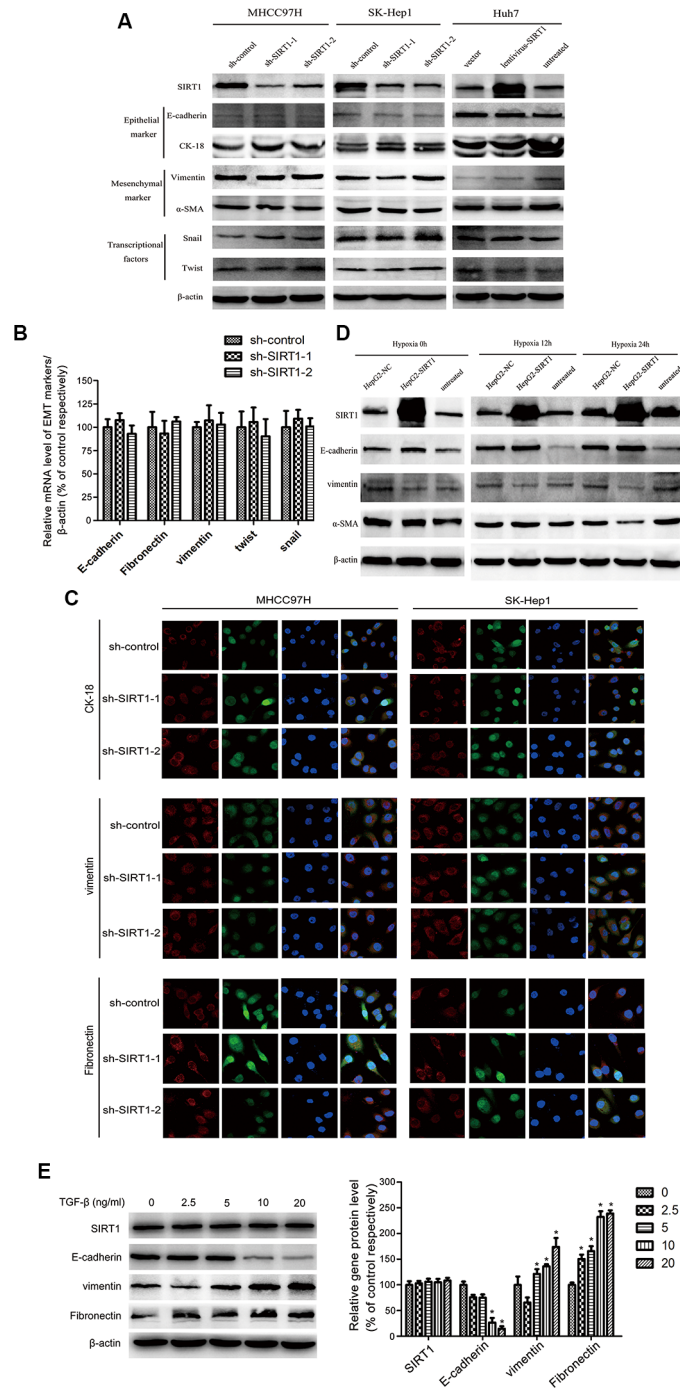 A
MHCC97H SK-Hep1 Huh7
sh-control sh-SIRT1-1 sh-SIRT1-2 sh-control sh-SIRT1-1 sh-SIRT1-2 vector lentivirus-SIRT1 untreated
SIRT1
E-cadherin
Epithelial marker
CK-18
Vimentin
Mesenchymal marker
α-SMA
Snail
Transcriptional factors
Twist
β-actin
B
sh-control
sh-SIRT1-1
sh-SIRT1-2
Relative mRNA level of EMT markers/
β-actin (% of control respectively)
150
125
100
75
50
25
0
E-cadherin Fibronectin vimentin twist snail
D
Hypoxia 0h Hypoxia 12h Hypoxia 24h
HepG2-NC HepG2-SIRT1 untreated HepG2-NC HepG2-SIRT1 untreated HepG2-NC HepG2-SIRT1 untreated
SIRT1
E-cadherin
vimentin
α-SMA
β-actin
C
MHCC97H SK-Hep1
CK-18
sh-control
sh-SIRT1-1
sh-SIRT1-2
vimentin
sh-control
sh-SIRT1-1
sh-SIRT1-2
Fibronectin
sh-control
sh-SIRT1-1
sh-SIRT1-2
E
TGF-β (ng/ml) 0 2.5 5 10 20
SIRT1
E-cadherin
vimentin
Fibronectin
β-actin
Relative gene protein level
(% of control respectively)
300
250
200
150
100
50
0
* * * * * * * * *
SIRT1 E-cadherin vimentin Fibronectin
0
2.5
5
10
20